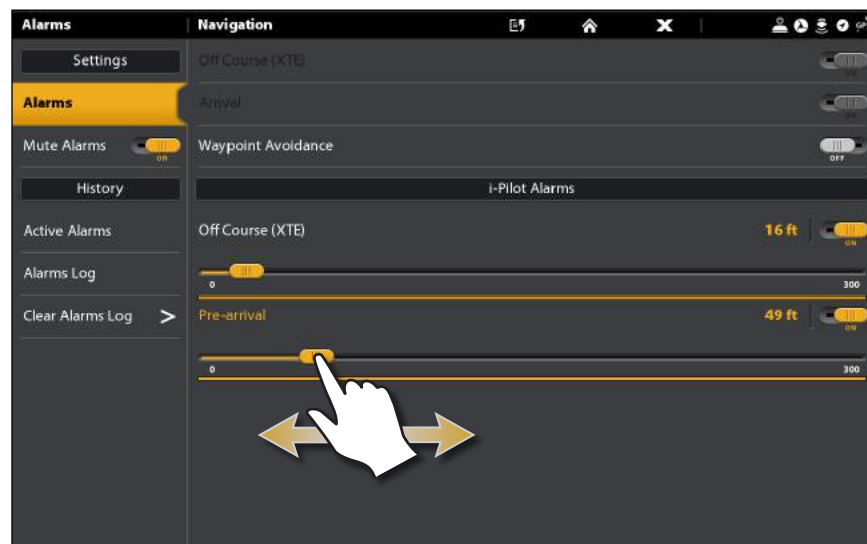 Alarms
Navigation
Settings
Off Course (XTE)
ON
Alarms
Arrival
ON
Mute Alarms
ON
Waypoint Avoidance
OFF
History
i-Pilot Alarms
Active Alarms
Off Course (XTE)
16 ft
ON
Alarms Log
0
300
Clear Alarms Log >
Pre-arrival
49 ft
ON
0
300